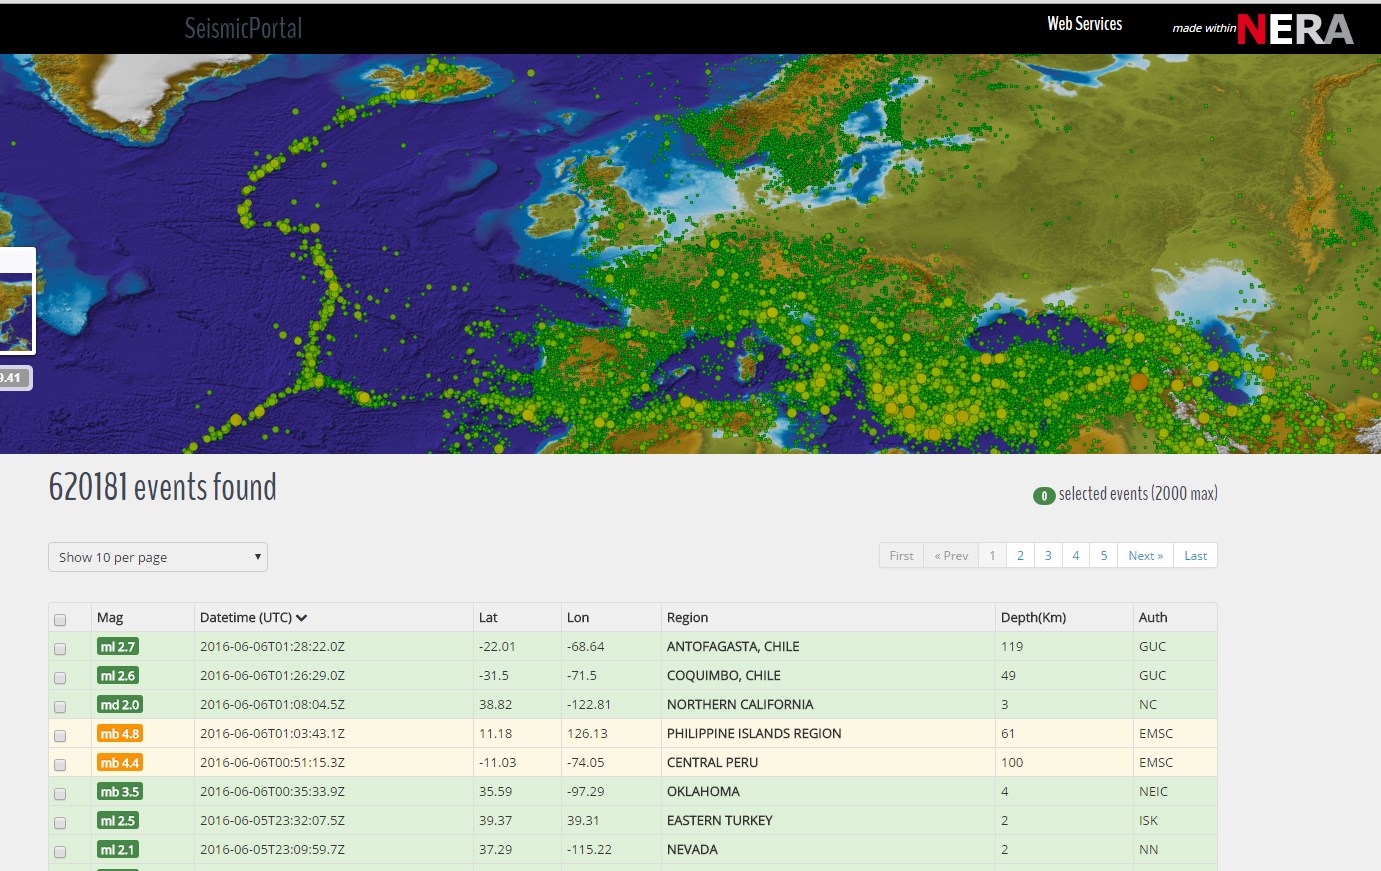 SeismicPortal Web Services made within NERA
9.41
620181 events found
0 selected events (2000 max)
Show 10 per page First « Prev 1 2 3 4 5 Next » Last
Mag Datetime (UTC) Lat Lon Region Depth(Km) Auth
ml 2.7 2016-06-06T01:28:22.0Z -22.01 -68.64 ANTOFAGASTA, CHILE 119 GUC
ml 2.6 2016-06-06T01:26:29.0Z -31.5 -71.5 COQUIMBO, CHILE 49 GUC
md 2.0 2016-06-06T01:08:04.5Z 38.82 -122.81 NORTHERN CALIFORNIA 3 NC
mb 4.8 2016-06-06T01:03:43.1Z 11.18 126.13 PHILIPPINE ISLANDS REGION 61 EMSC
mb 4.4 2016-06-06T00:51:15.3Z -11.03 -74.05 CENTRAL PERU 100 EMSC
mb 3.5 2016-06-06T00:35:33.9Z 35.59 -97.29 OKLAHOMA 4 NEIC
ml 2.5 2016-06-05T23:32:07.5Z 39.37 39.31 EASTERN TURKEY 2 ISK
ml 2.1 2016-06-05T23:09:59.7Z 37.29 -115.22 NEVADA 2 NN